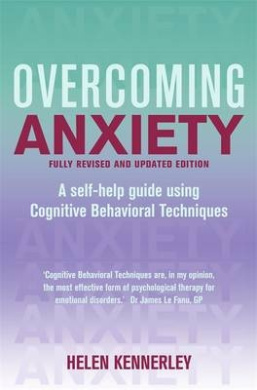 OVERCOMING
ANXIETY
FULLY REVISED AND UPDATED EDITION
A self-help guide using
Cognitive Behavioral Techniques
ANXIETY
ANXIETY
'Cognitive Behavioral Techniques are, in my opinion,
the most effective form of psychological therapy for
emotional disorders.' Dr James Le Fanu, GP
HELEN KENNERLEY